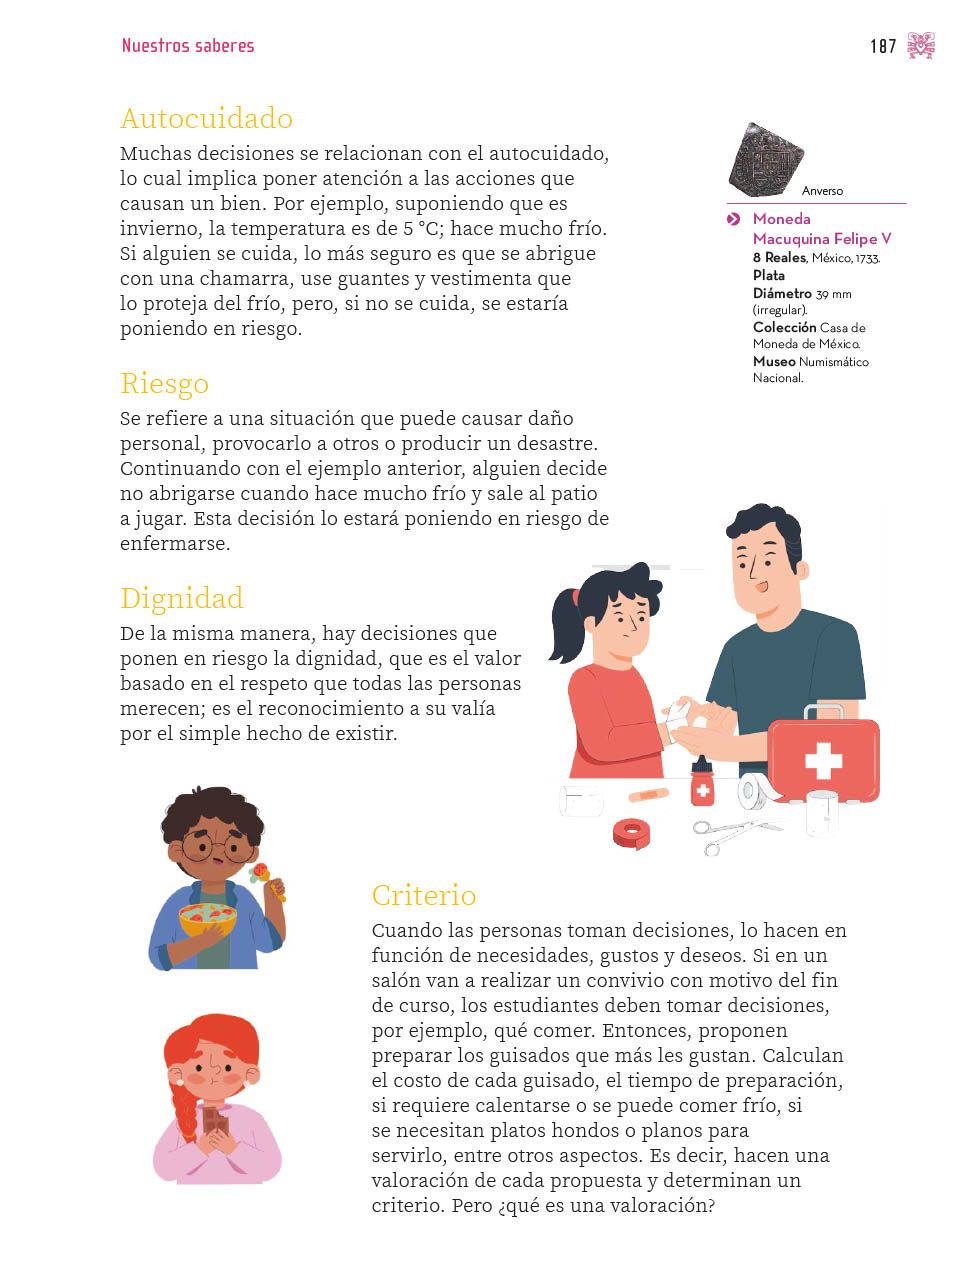 Nuestros saberes
187
Autocuidado
Muchas decisiones se relacionan con el autocuidado,
lo cual implica poner atención a las acciones que
causan un bien. Por ejemplo, suponiendo que es
invierno, la temperatura es de 5 °C; hace mucho frío.
Si alguien se cuida, lo más seguro es que se abrigue
con una chamarra, use guantes y vestimenta que
lo proteja del frío, pero, si no se cuida, se estaría
poniendo en riesgo.
Anverso
Moneda
Macuquina Felipe V
8 Reales, México, 1733.
Plata
Diámetro 39 mm
(irregular).
Colección Casa de
Moneda de México.
Museo Numismático
Nacional.
Riesgo
Se refiere a una situación que puede causar daño
personal, provocarlo a otros o producir un desastre.
Continuando con el ejemplo anterior, alguien decide
no abrigarse cuando hace mucho frío y sale al patio
a jugar. Esta decisión lo estará poniendo en riesgo de
enfermarse.
Dignidad
De la misma manera, hay decisiones que
ponen en riesgo la dignidad, que es el valor
basado en el respeto que todas las personas
merecen; es el reconocimiento a su valía
por el simple hecho de existir.
Criterio
Cuando las personas toman decisiones, lo hacen en
función de necesidades, gustos y deseos. Si en un
salón van a realizar un convivio con motivo del fin
de curso, los estudiantes deben tomar decisiones,
por ejemplo, qué comer. Entonces, proponen
preparar los guisados que más les gustan. Calculan
el costo de cada guisado, el tiempo de preparación,
si requiere calentarse o se puede comer frío, si
se necesitan platos hondos o planos para
servirlo, entre otros aspectos. Es decir, hacen una
valoración de cada propuesta y determinan un
criterio. Pero ¿qué es una valoración?